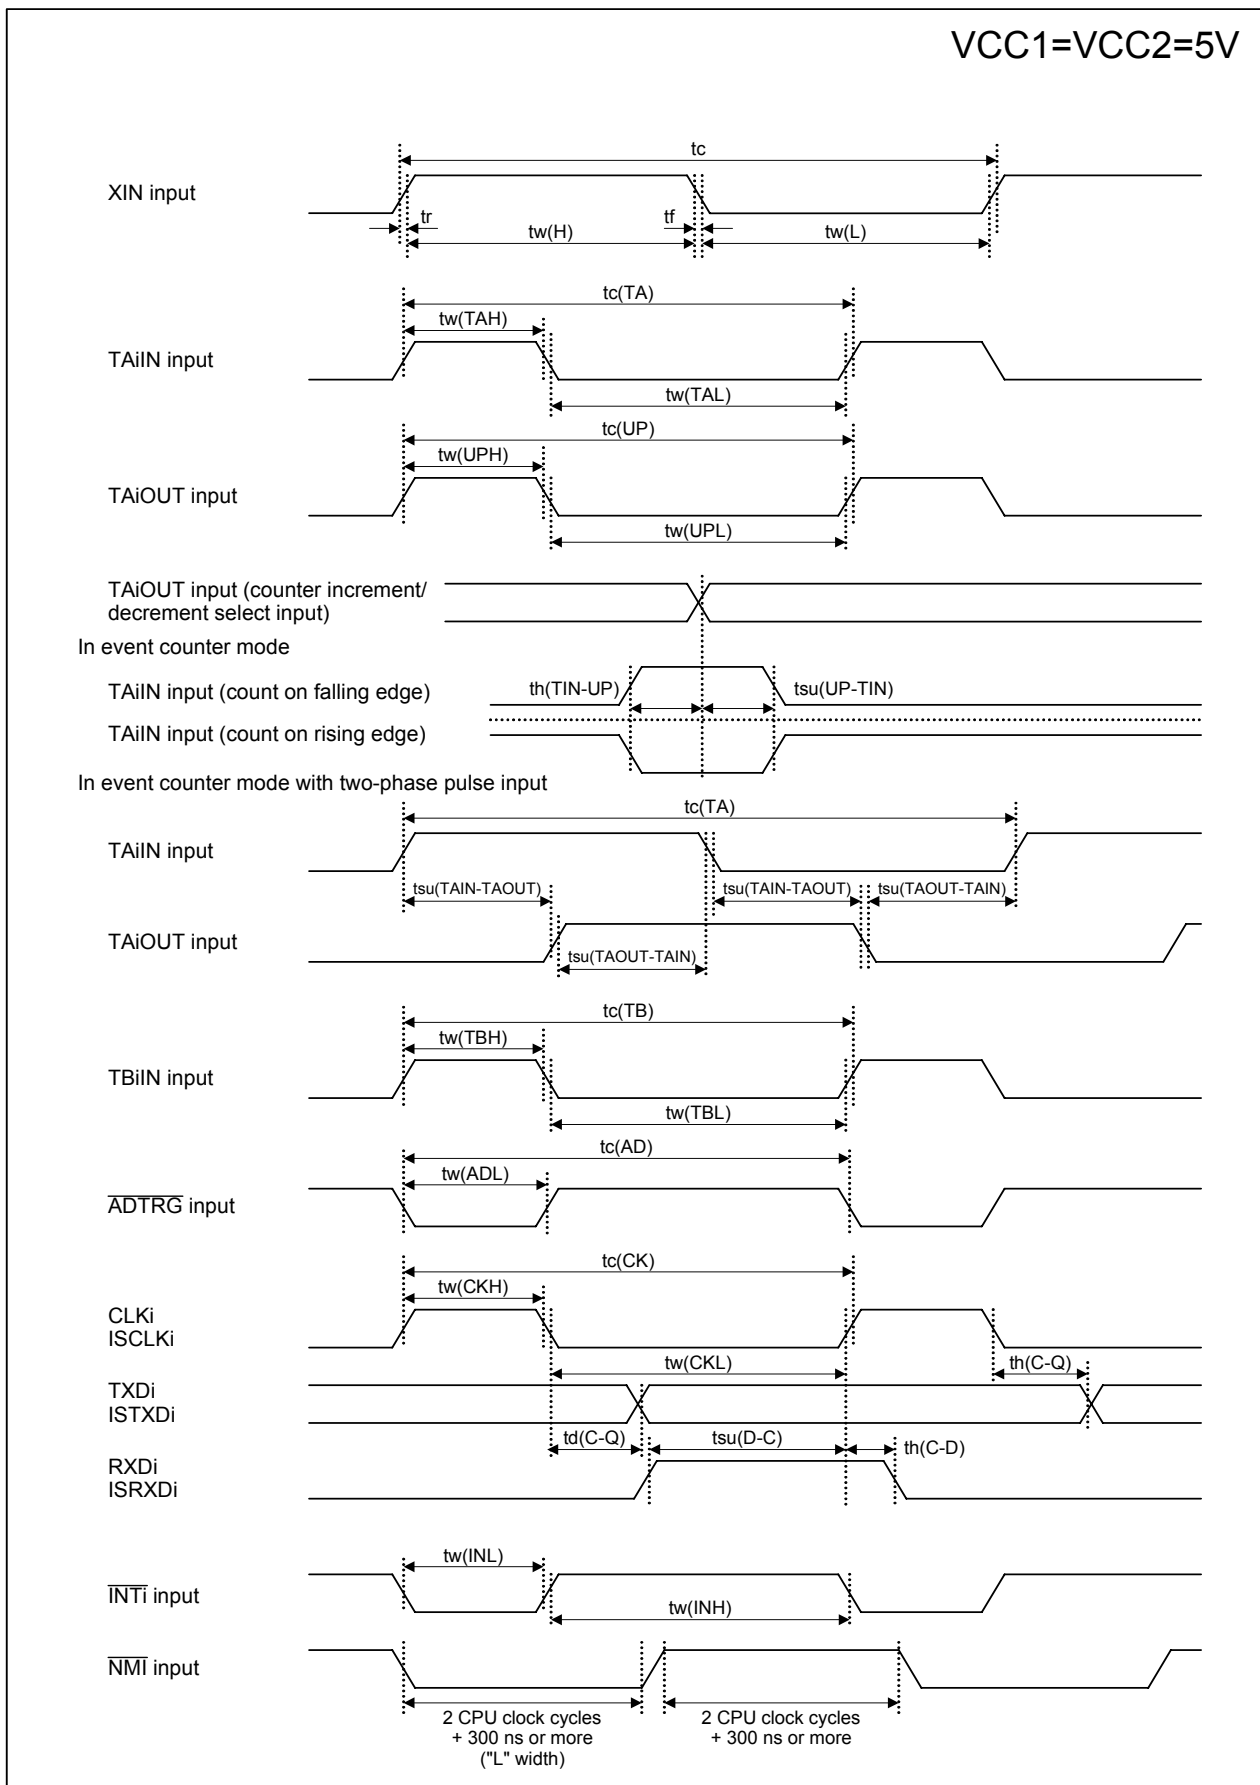 VCC1=VCC2=5V
tc
XIN input
tr
tf
tw(H)
tw(L)
tc(TA)
tw(TAH)
TAiIN input
tw(TAL)
tc(UP)
tw(UPH)
TAiOUT input
tw(UPL)
TAiOUT input (counter increment/
decrement select input)
In event counter mode
TAiIN input (count on falling edge)
th(TIN-UP)
tsu(UP-TIN)
TAiIN input (count on rising edge)
In event counter mode with two-phase pulse input
tc(TA)
TAiIN input
tsu(TAIN-TAOUT)
tsu(TAIN-TAOUT)
tsu(TAOUT-TAIN)
TAiOUT input
tsu(TAOUT-TAIN)
tc(TB)
tw(TBH)
TBiIN input
tw(TBL)
tc(AD)
tw(ADL)
ADTRG input
tc(CK)
tw(CKH)
CLKi
ISCLKi
tw(CKL)
th(C-Q)
TXDi
ISTXDi
td(C-Q)
tsu(D-C)
th(C-D)
RXDi
ISRXDi
tw(INL)
INTi input
tw(INH)
NMI input
2 CPU clock cycles
+ 300 ns or more
("L" width)
2 CPU clock cycles
+ 300 ns or more